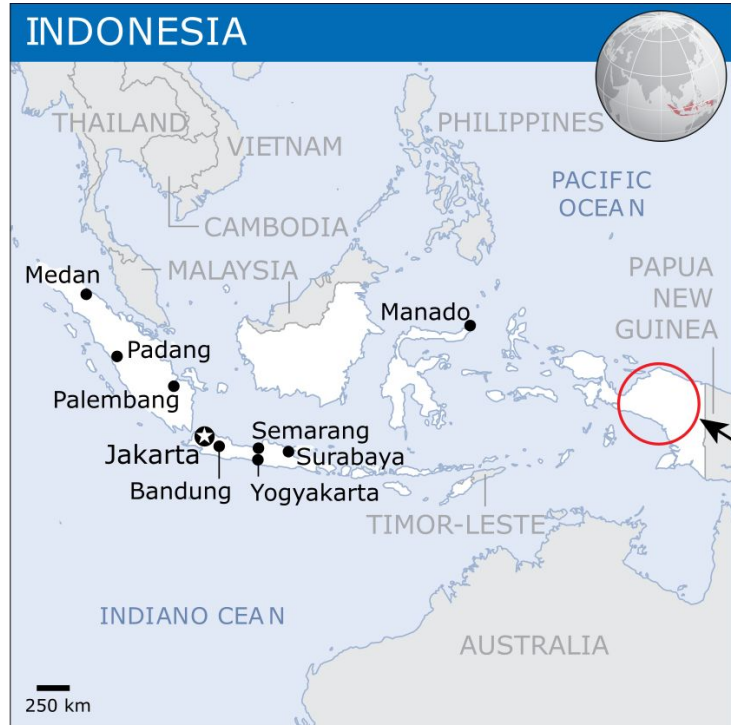 INDONESIA
THAILAND
VIETNAM
PHILIPPINES
PACIFIC
OCEAN
CAMBODIA
MALAYSIA
Medan
Manado
PAPUA
NEW
GUINEA
Padang
Palembang
Jakarta
Semarang
Surabaya
Bandung
Yogyakarta
TIMOR-LESTE
INDIANO CEAN
AUSTRALIA
250 km